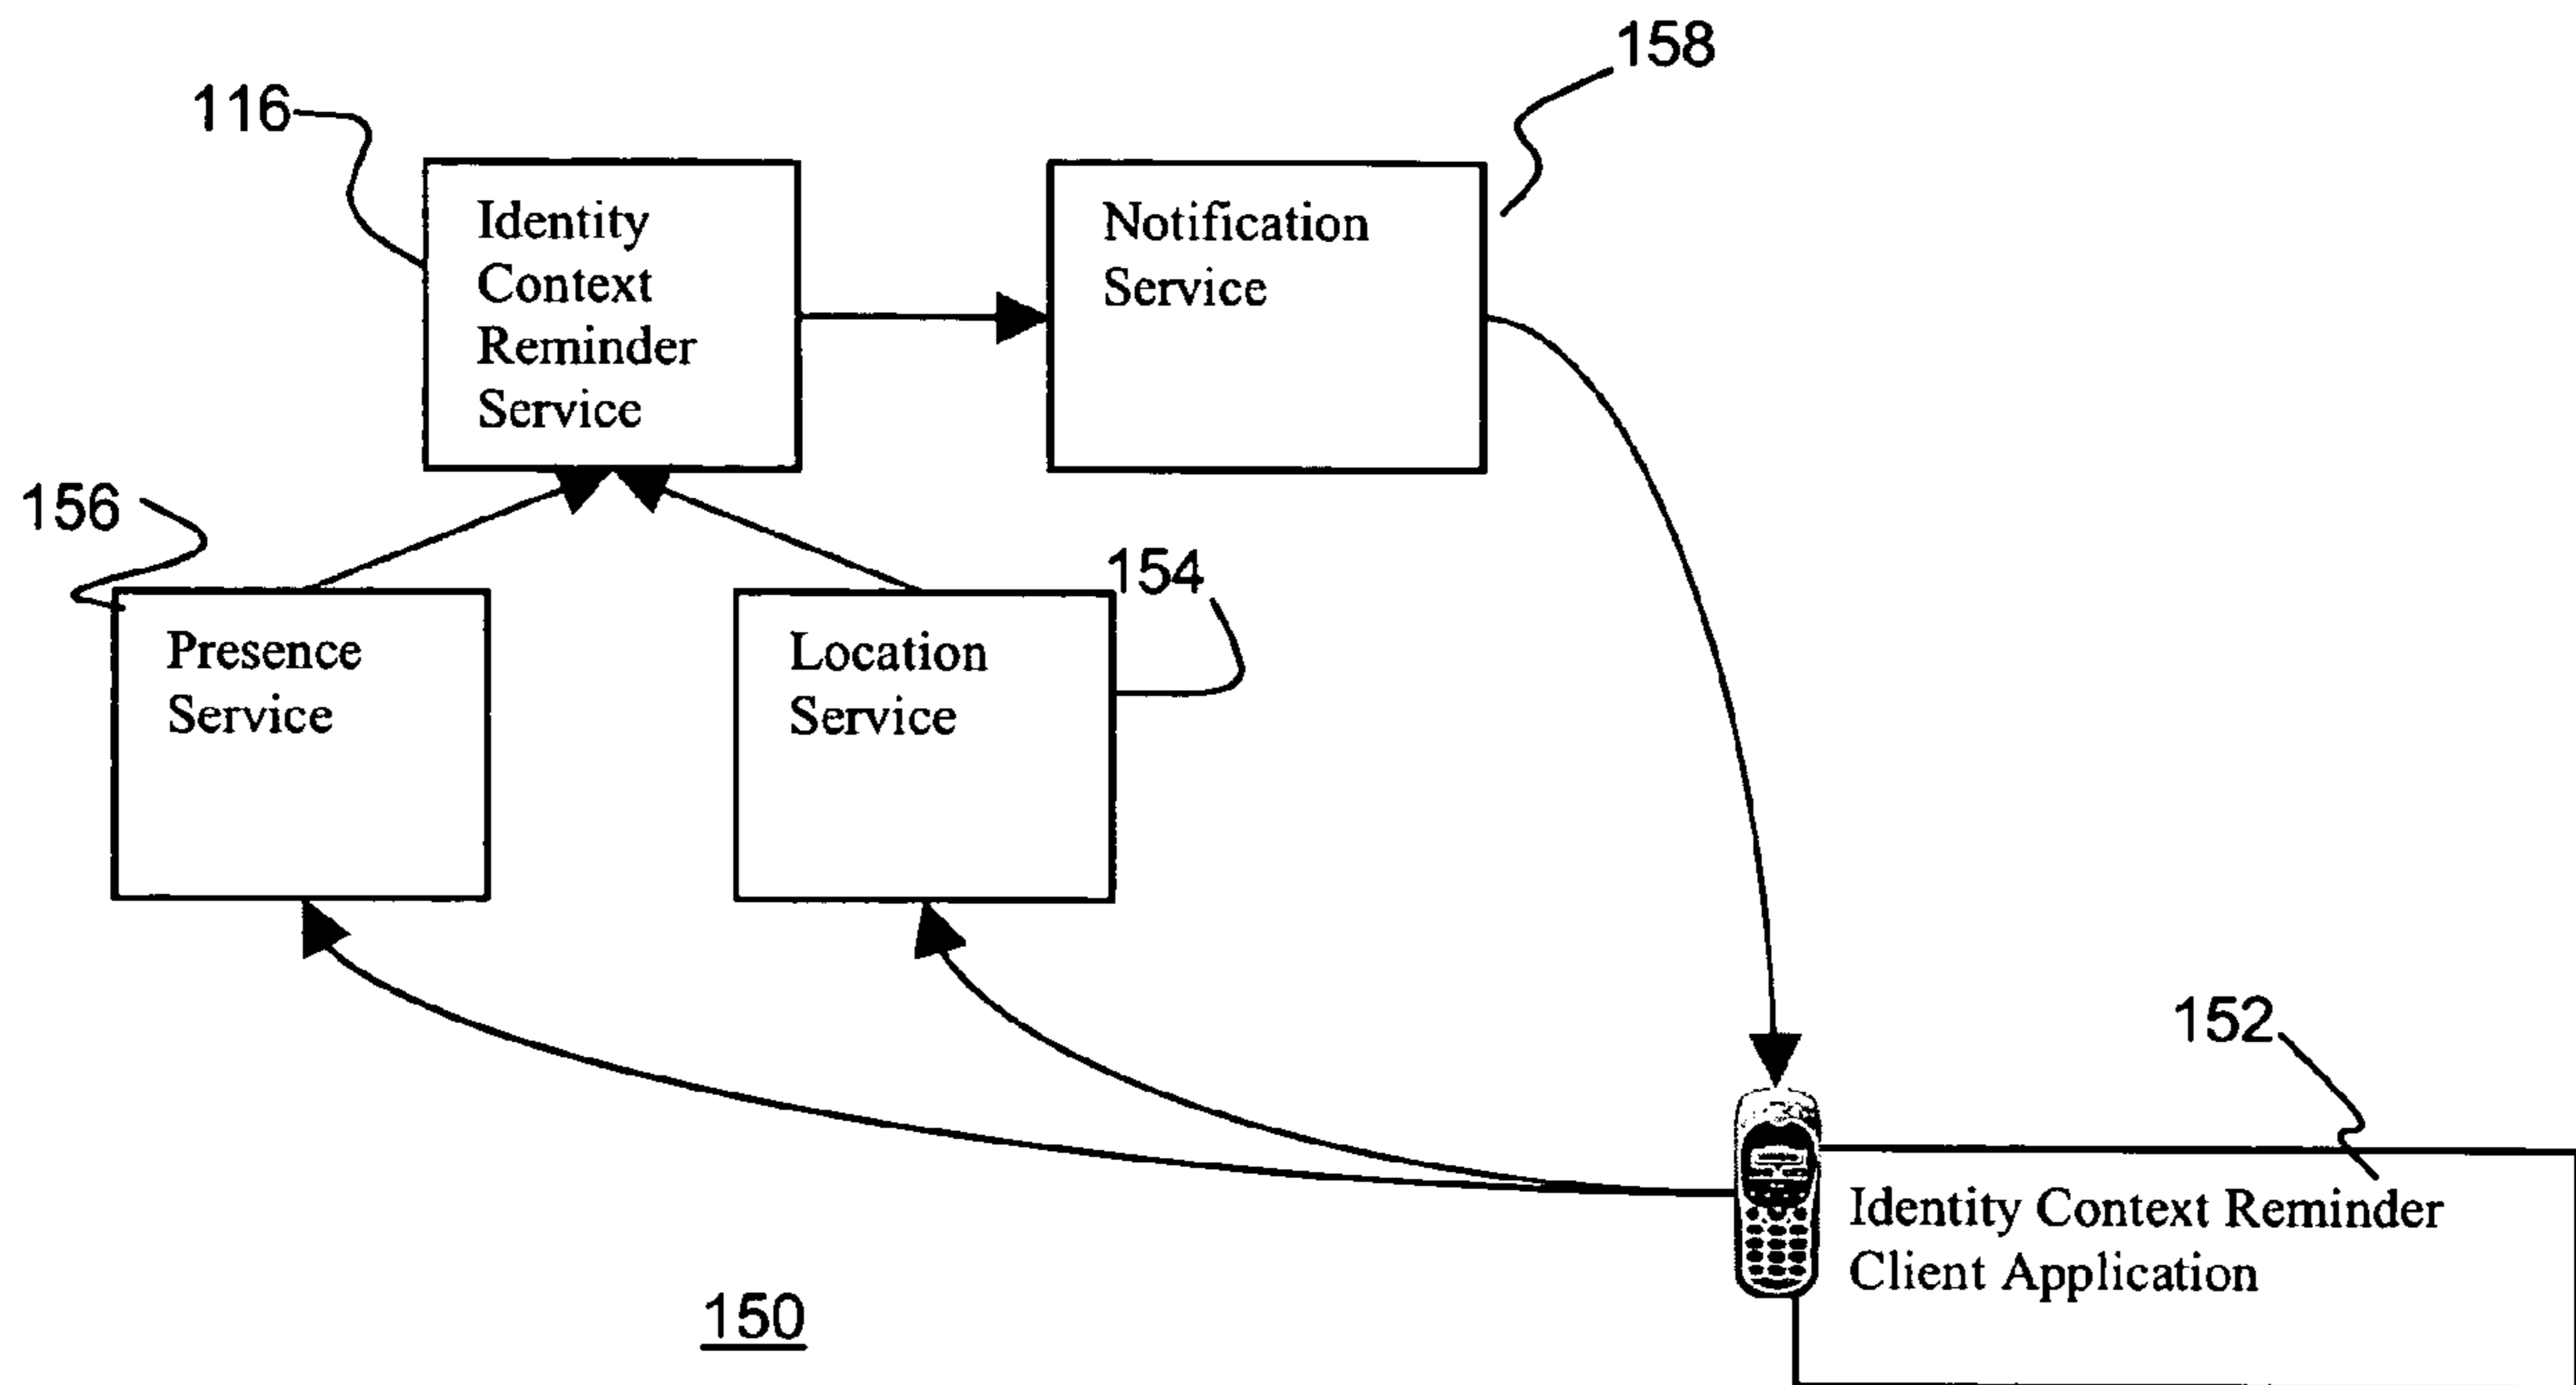 158
116
Identity
Context
Reminder
Service
Notification
Service
156
154
Presence
Service
Location
Service
152
Identity Context Reminder
Client Application
150